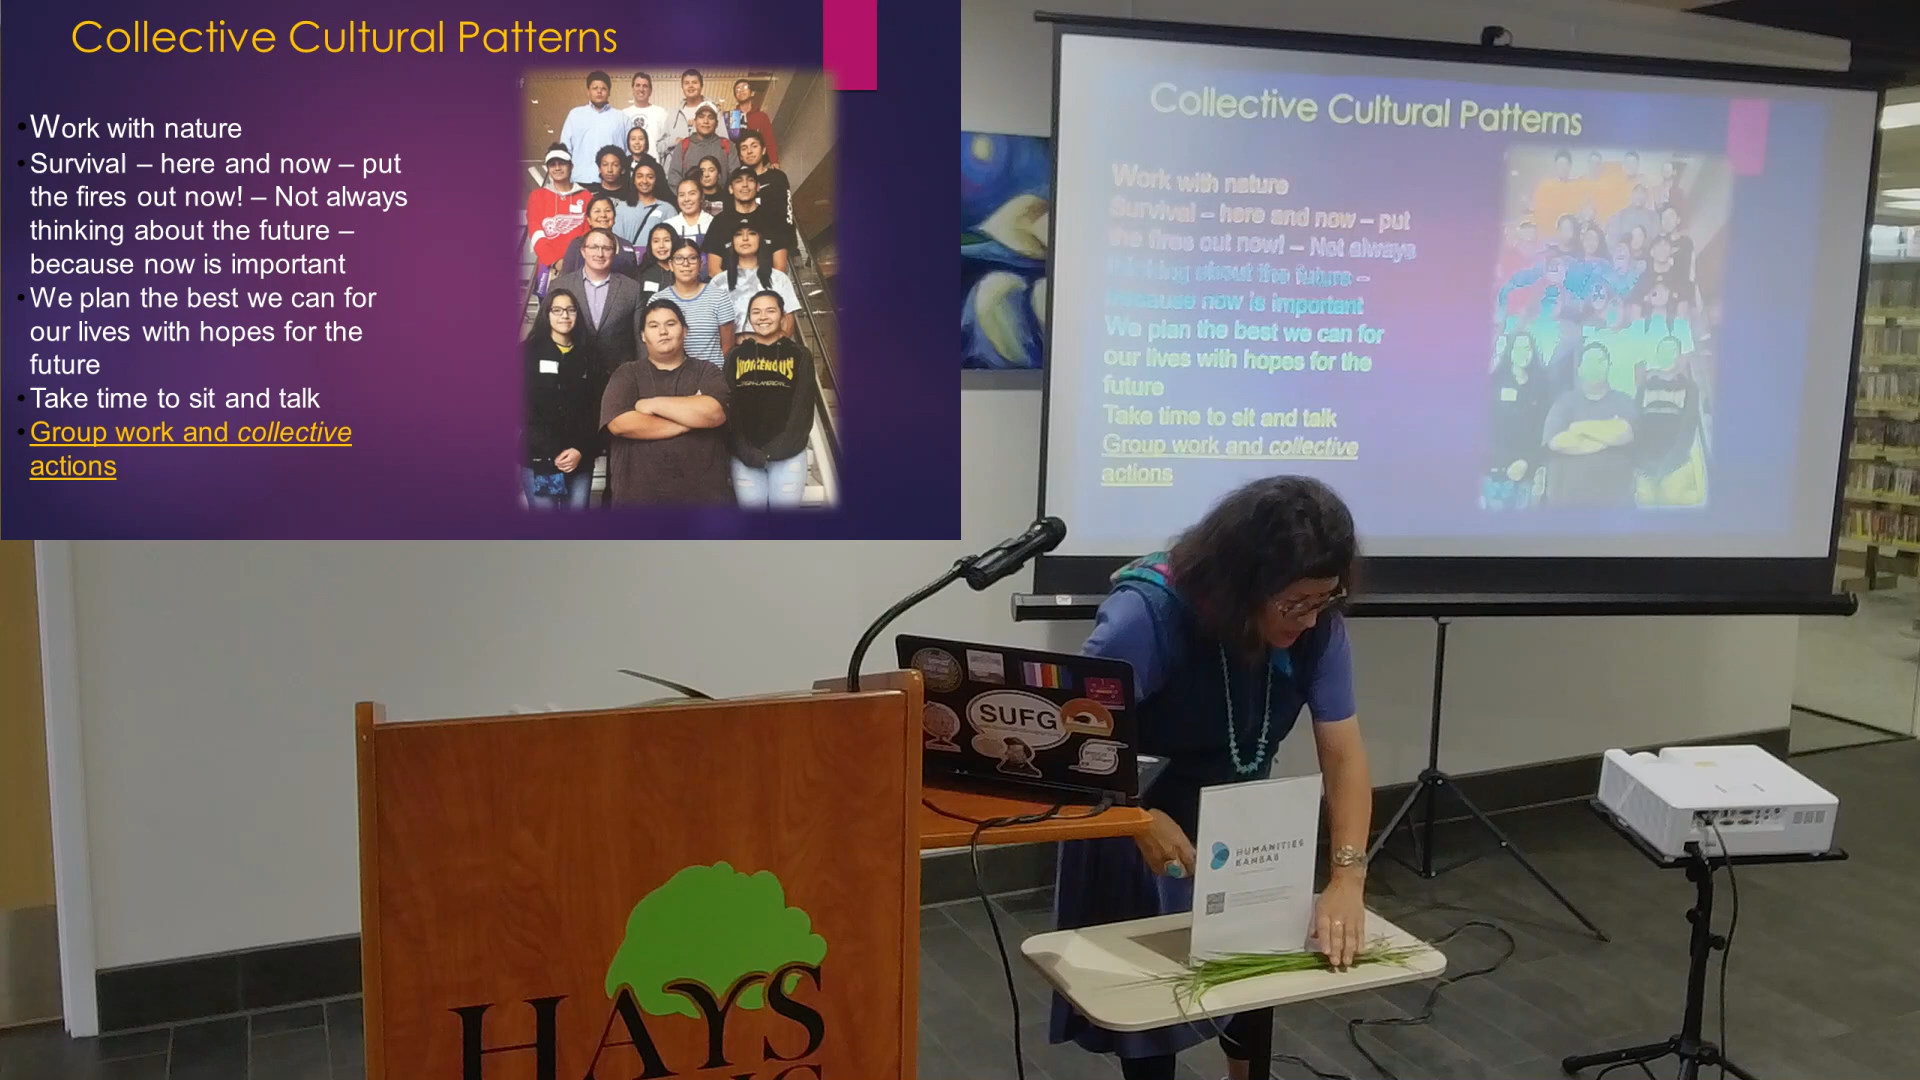 Collective Cultural Patterns
•Work with nature
•Survival – here and now – put
the fires out now! – Not always
thinking about the future –
because now is important
•We plan the best we can for
our lives with hopes for the
future
•Take time to sit and talk
•Group work and collective
actions
INDIGENOUS
Collective Cultural Patterns
Work with nature
Survival – here and now – put
the fires out now! – Not always
thinking about the future –
because now is important
We plan the best we can for
our lives with hopes for the
future
Take time to sit and talk
Group work and collective
actions
SUFG
HUMANITIES
KANSAS
HAYS